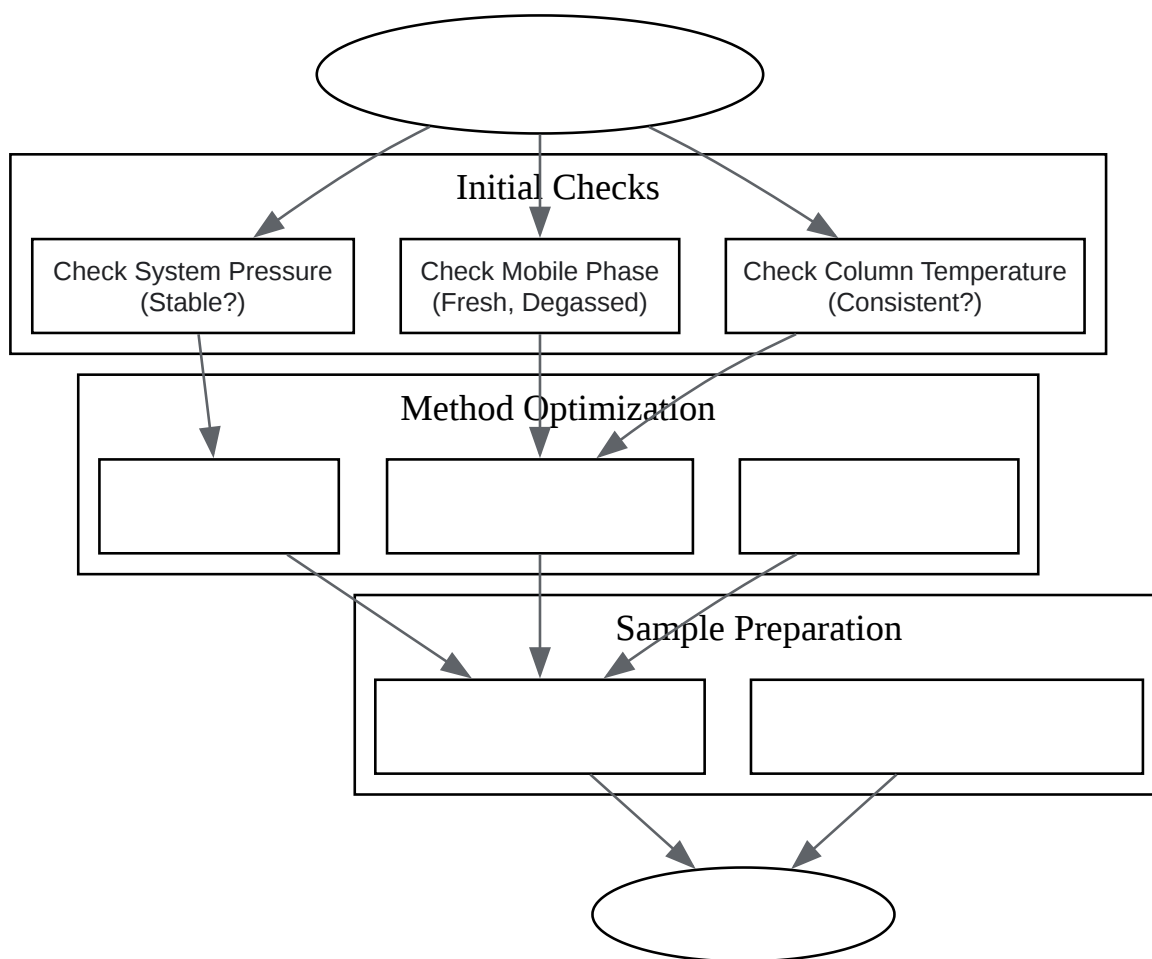 Initial Checks
Check System Pressure
(Stable?)
Check Mobile Phase
(Fresh, Degassed)
Check Column Temperature
(Consistent?)
Method Optimization
Sample Preparation